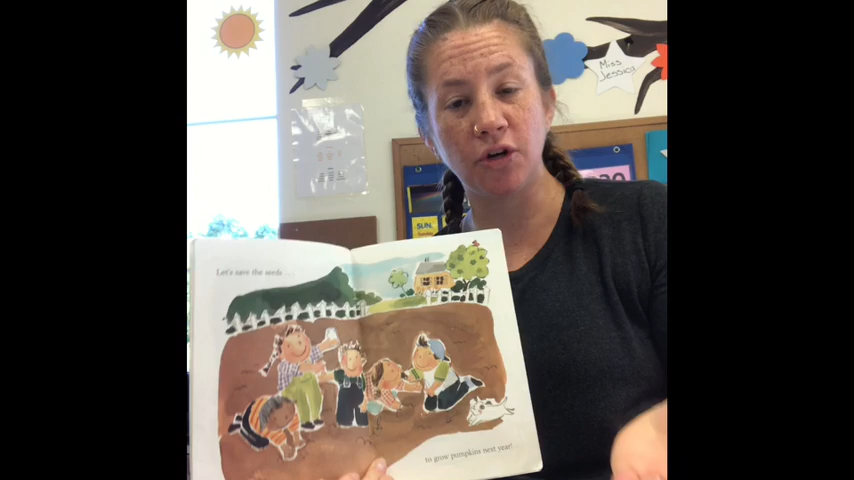 Miss
Jessica
SUN.
Let's save the seeds . . .
to grow pumpkins next year!